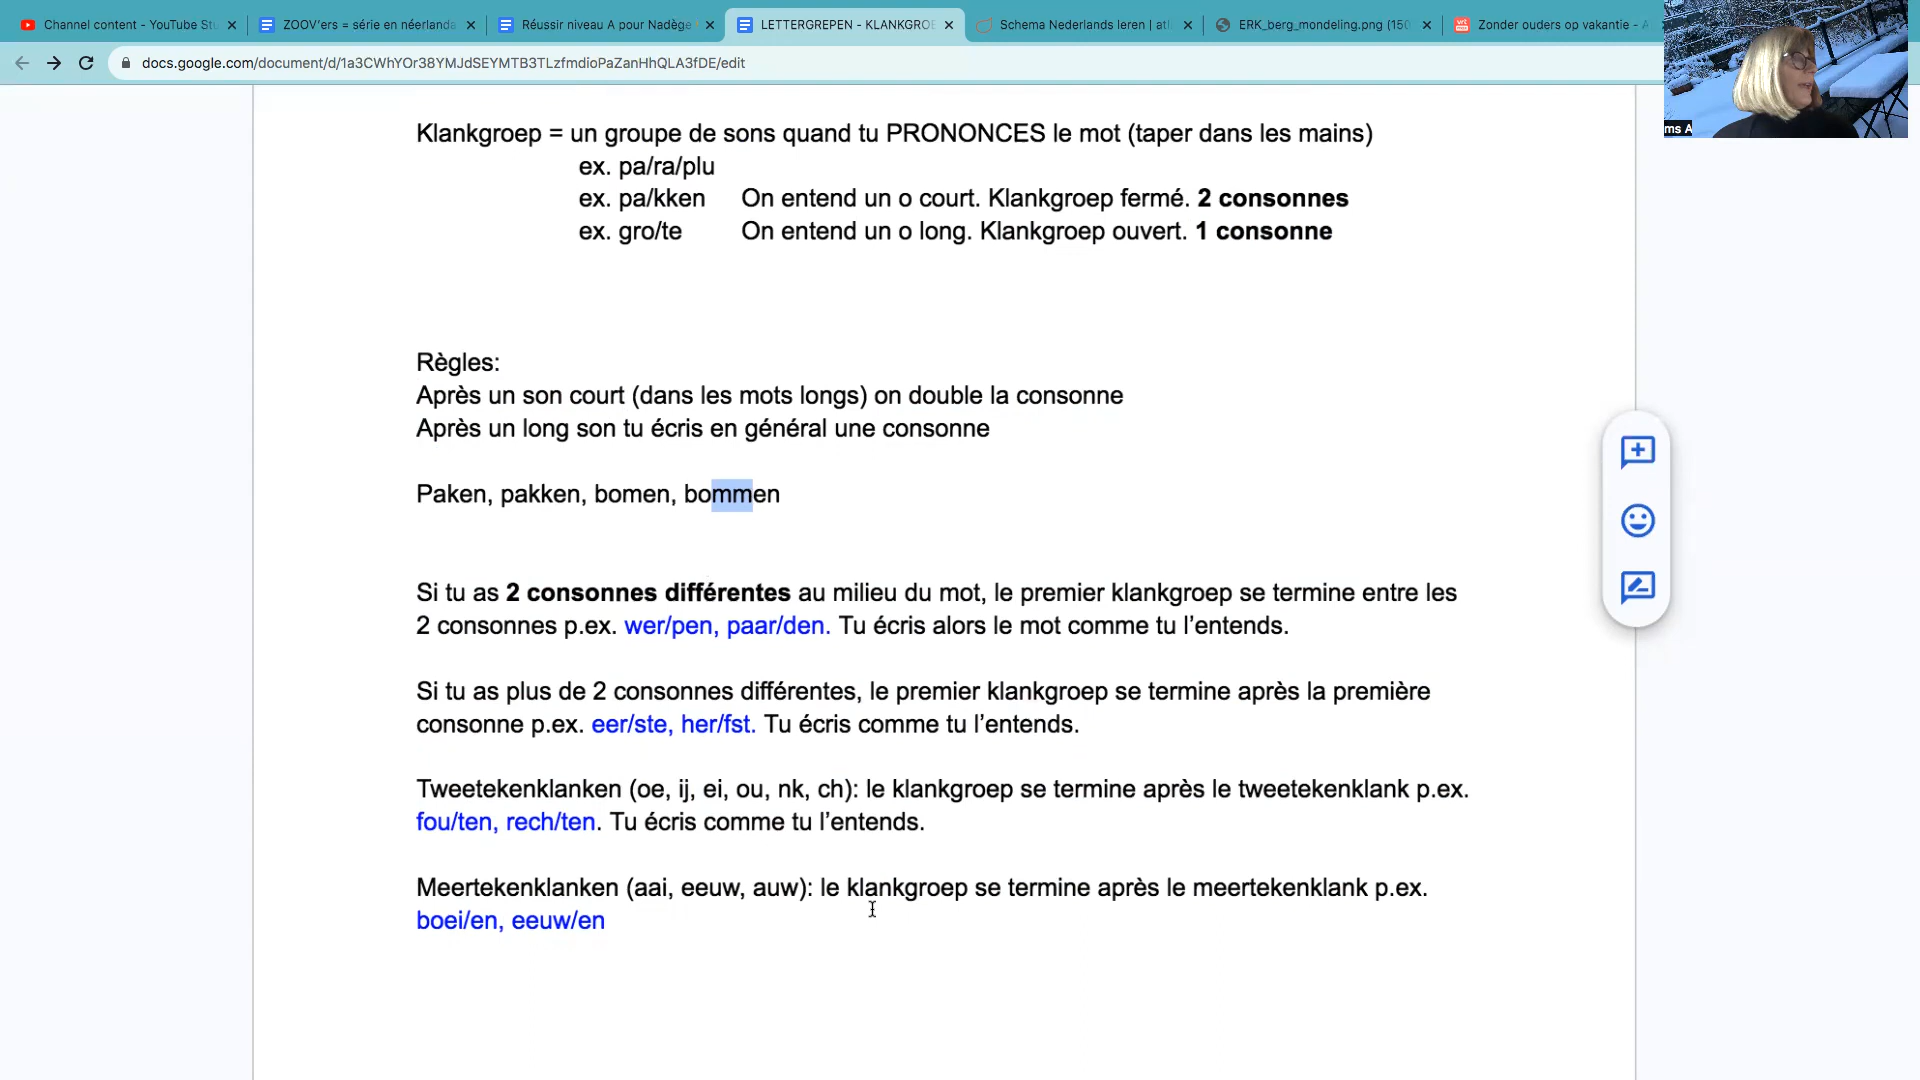 Channel content - YouTube Stu
ZOOV'ers = série en néerlanda
Réussir niveau A pour Nadège
LETTERGREPEN - KLANKGROE
Schema Nederlands leren | atl
ERK_berg_mondeling.png (150
Zonder ouders op vakantie - A
docs.google.com/document/d/1a3CWhYOr38YMJdSEYMTB3TLzfmdioPaZanHhQLA3fDE/edit
ms A
Klankgroep = un groupe de sons quand tu PRONONCES le mot (taper dans les mains)
ex. pa/ra/plu
ex. pa/kken On entend un o court. Klankgroep fermé. 2 consonnes
ex. gro/te On entend un o long. Klankgroep ouvert. 1 consonne
Règles:
Après un son court (dans les mots longs) on double la consonne
Après un long son tu écris en général une consonne
Paken, pakken, bomen, bommen
Si tu as 2 consonnes différentes au milieu du mot, le premier klankgroep se termine entre les
2 consonnes p.ex. wer/pen, paar/den. Tu écris alors le mot comme tu l’entends.
Si tu as plus de 2 consonnes différentes, le premier klankgroep se termine après la première
consonne p.ex. eer/ste, her/fst. Tu écris comme tu l’entends.
Tweetekenklanken (oe, ij, ei, ou, nk, ch): le klankgroep se termine après le tweetekenklank p.ex.
fou/ten, rech/ten. Tu écris comme tu l’entends.
Meertekenklanken (aai, eeuw, auw): le klankgroep se termine après le meertekenklank p.ex.
boei/en, eeuw/en